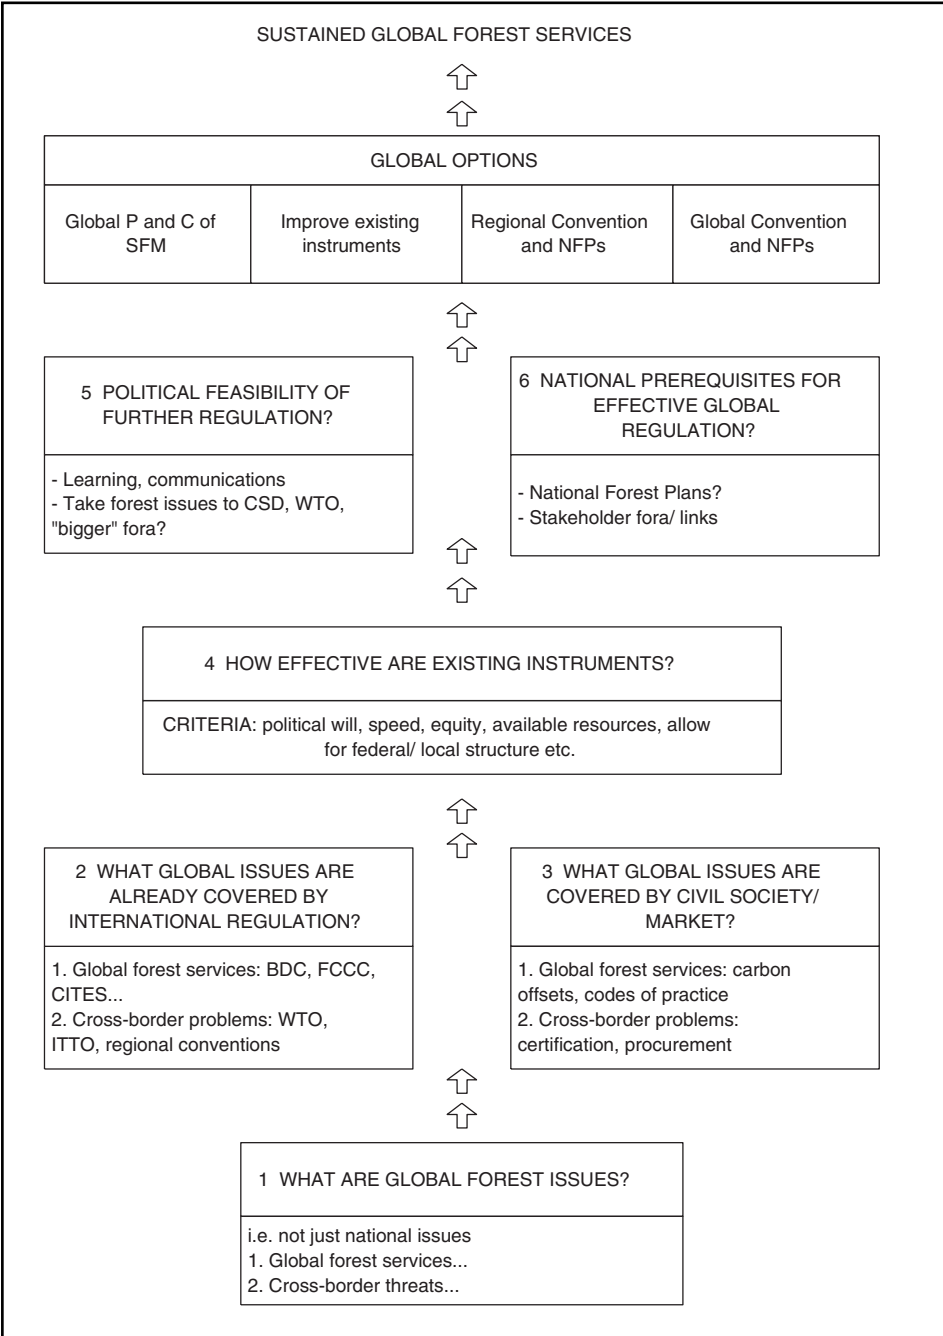 SUSTAINED GLOBAL FOREST SERVICES
GLOBAL OPTIONS
Global P and C of
SFM
Improve existing
instruments
Regional Convention
and NFPs
Global Convention
and NFPs
5 POLITICAL FEASIBILITY OF
FURTHER REGULATION?
- Learning, communications
- Take forest issues to CSD, WTO,
"bigger" fora?
6 NATIONAL PREREQUISITES FOR
EFFECTIVE GLOBAL
REGULATION?
- National Forest Plans?
- Stakeholder fora/ links
4 HOW EFFECTIVE ARE EXISTING INSTRUMENTS?
CRITERIA: political will, speed, equity, available resources, allow
for federal/ local structure etc.
2 WHAT GLOBAL ISSUES ARE
ALREADY COVERED BY
INTERNATIONAL REGULATION?
1. Global forest services: BDC, FCCC,
CITES...
2. Cross-border problems: WTO,
ITTO, regional conventions
3 WHAT GLOBAL ISSUES ARE
COVERED BY CIVIL SOCIETY/
MARKET?
1. Global forest services: carbon
offsets, codes of practice
2. Cross-border problems:
certification, procurement
1 WHAT ARE GLOBAL FOREST ISSUES?
i.e. not just national issues
1. Global forest services...
2. Cross-border threats...